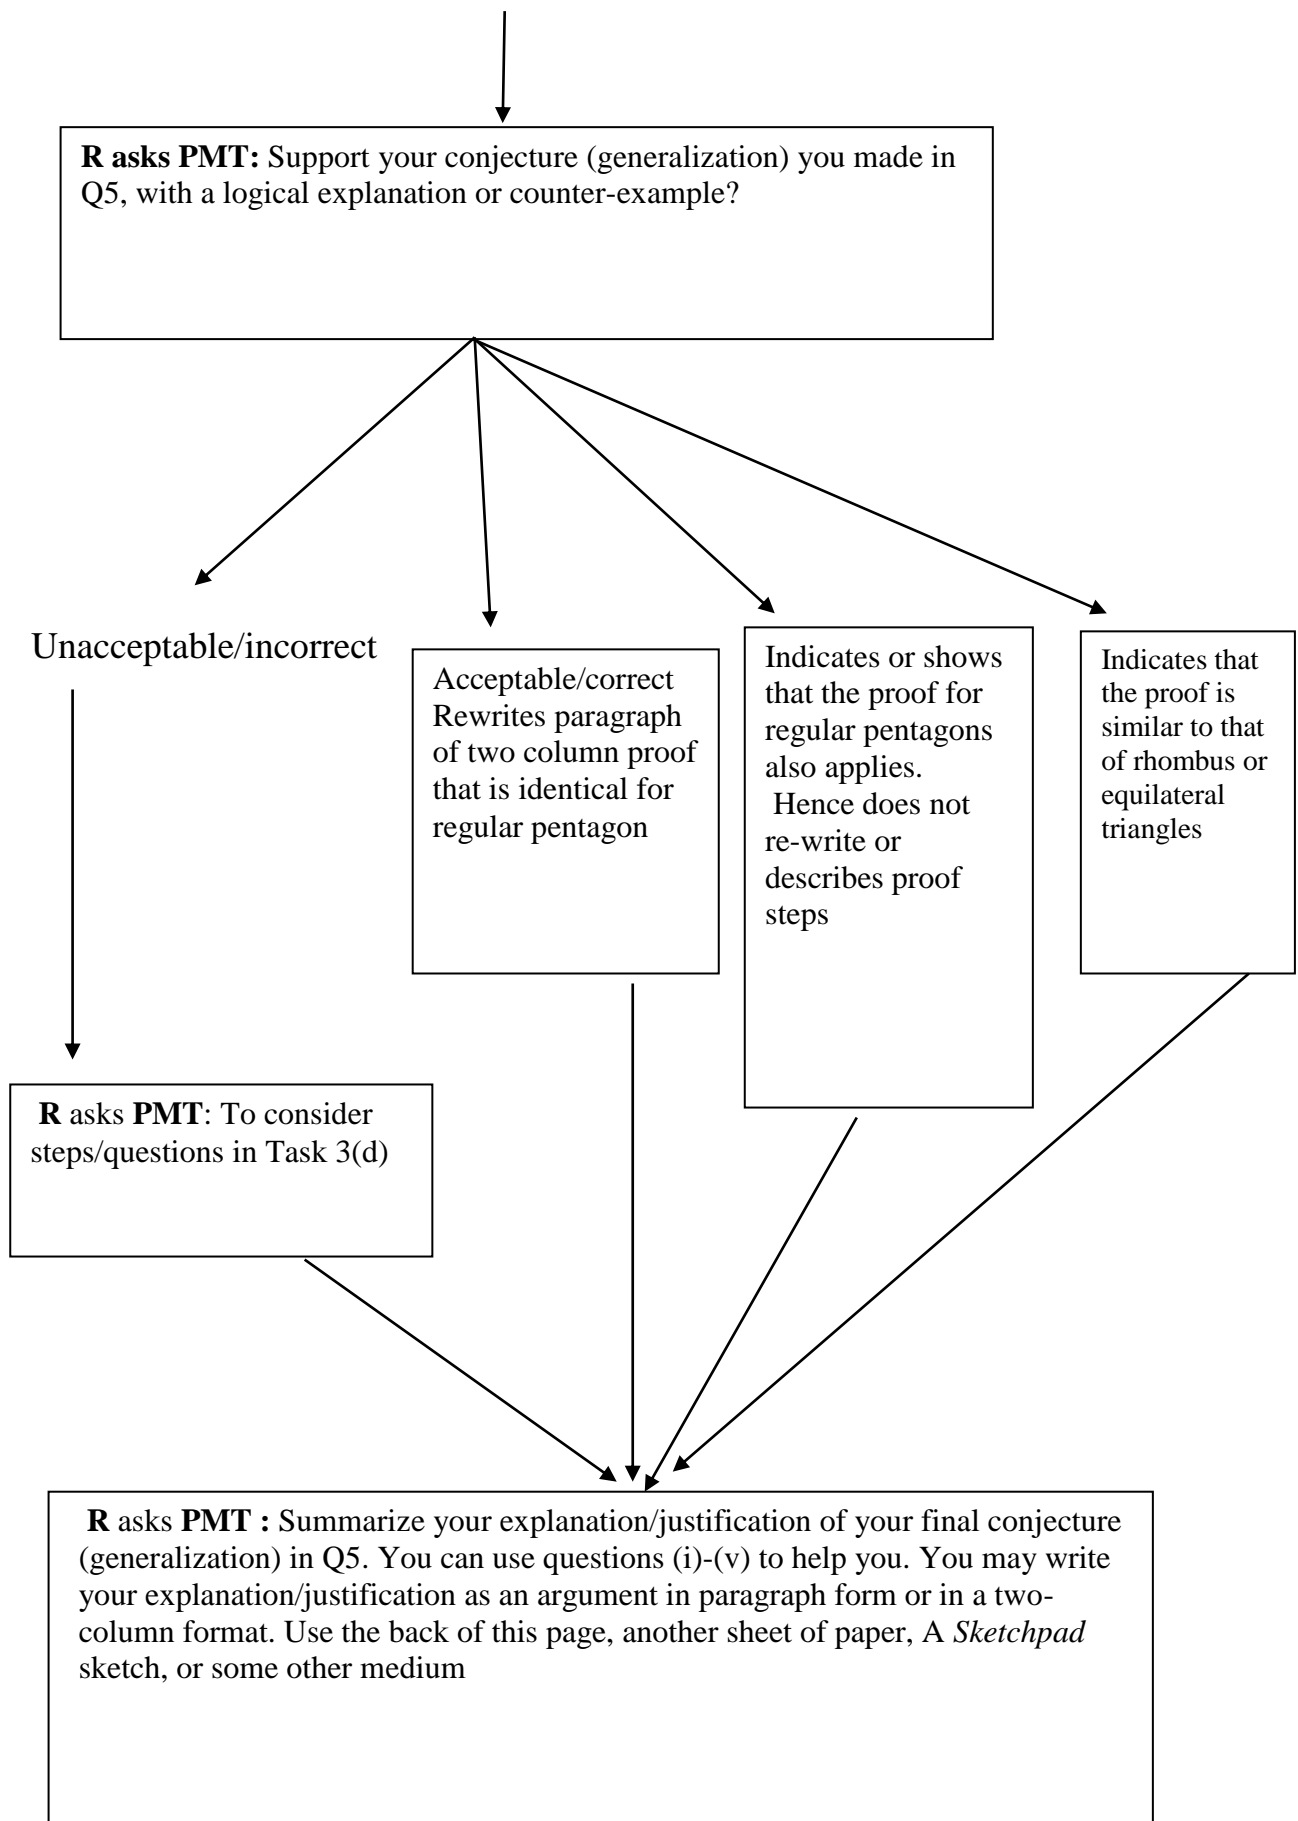 R asks PMT: Support your conjecture (generalization) you made in
Q5, with a logical explanation or counter-example?
Unacceptable/incorrect
Acceptable/correct
Rewrites paragraph
of two column proof
that is identical for
regular pentagon
Indicates or shows
that the proof for
regular pentagons
also applies.
Hence does not
re-write or
describes proof
steps
Indicates that
the proof is
similar to that
of rhombus or
equilateral
triangles
R asks PMT: To consider
steps/questions in Task 3(d)
R asks PMT : Summarize your explanation/justification of your final conjecture
(generalization) in Q5. You can use questions (i)-(v) to help you. You may write
your explanation/justification as an argument in paragraph form or in a two-
column format. Use the back of this page, another sheet of paper, A Sketchpad
sketch, or some other medium